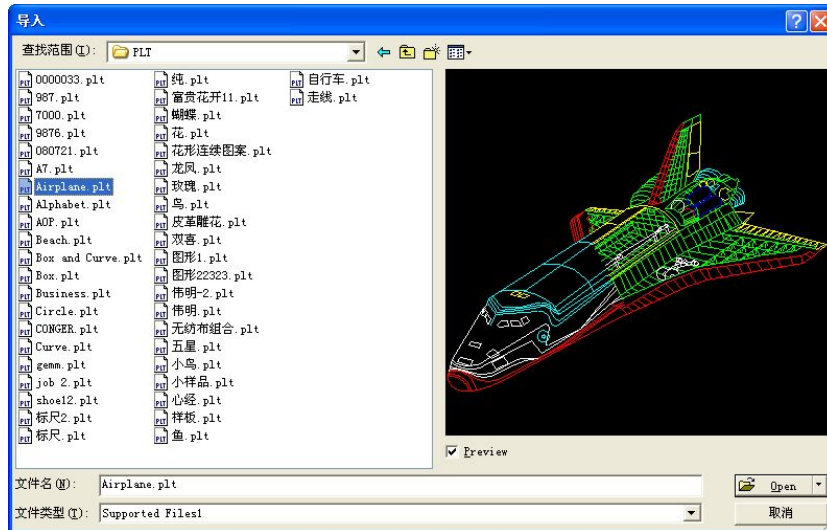 导入
查找范围(I): PLT
0000033.plt
987.plt
7000.plt
9876.plt
080721.plt
A7.plt
Airplane.plt
Alphabet.plt
AOP.plt
Beach.plt
Box and Curve.plt
Box.plt
Business.plt
Circle.plt
CONGER.plt
Curve.plt
gemm.plt
job 2.plt
shoe12.plt
标尺2.plt
标尺.plt
纯.plt
富贵花开11.plt
蝴蝶.plt
花.plt
花形连续图案.plt
龙凤.plt
玫瑰.plt
鸟.plt
皮革雕花.plt
双喜.plt
图形1.plt
图形22323.plt
伟明-2.plt
伟明.plt
无纺布组合.plt
五星.plt
小鸟.plt
小样品.plt
心经.plt
样板.plt
鱼.plt
自行车.plt
走线.plt
Preview
文件名(N): Airplane.plt
Open
文件类型(T): Supported Files1
取消